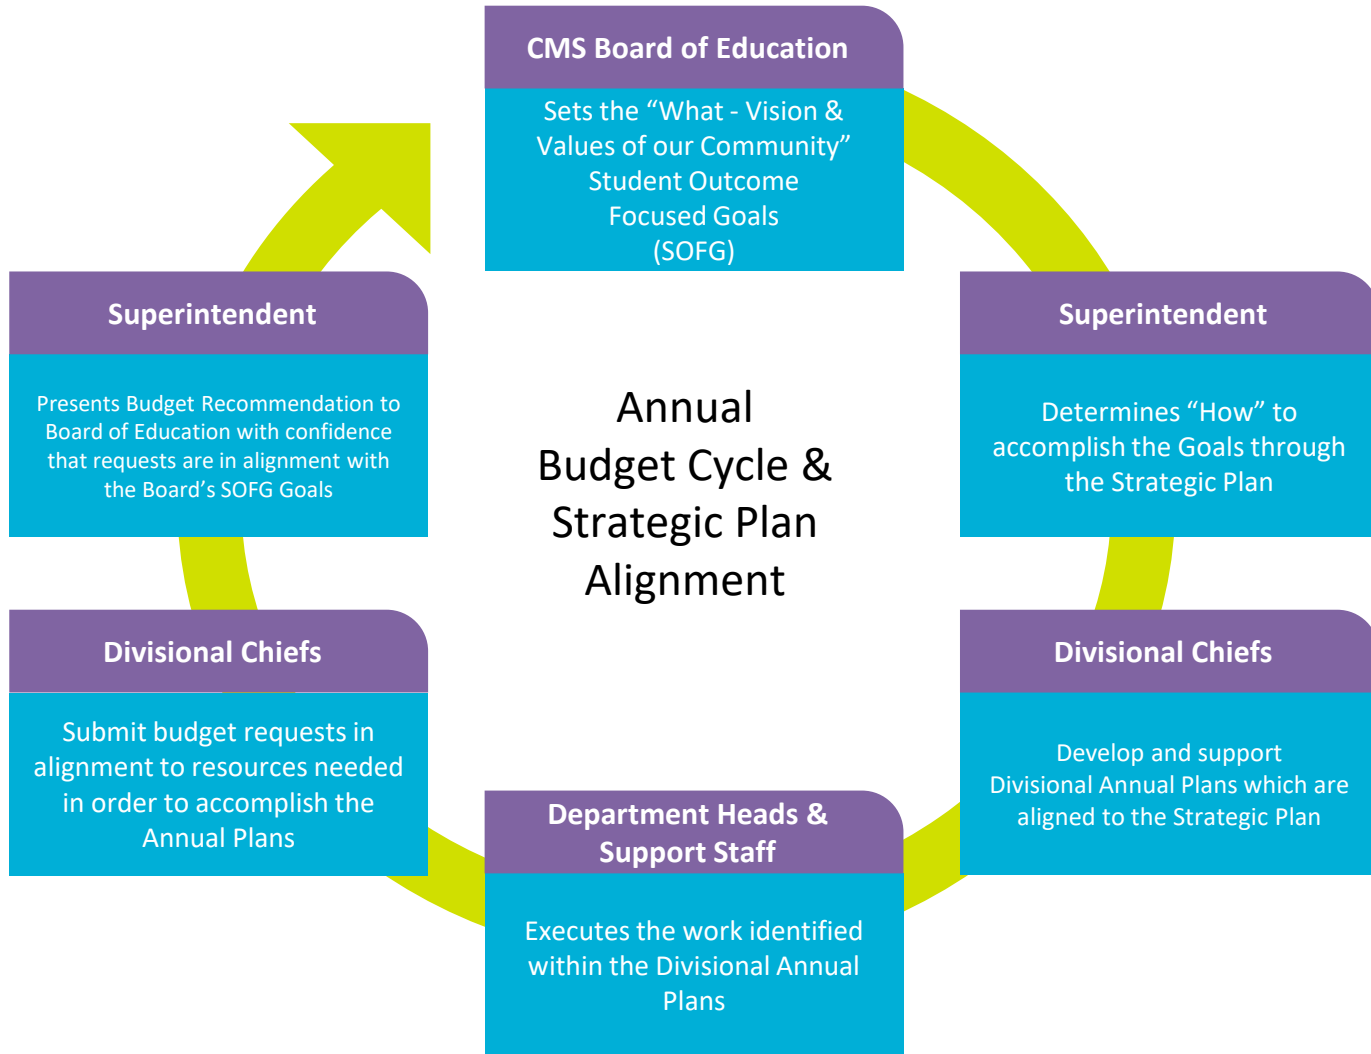 CMS Board of Education
Sets the “What - Vision &
Values of our Community”
Student Outcome
Focused Goals
(SOFG)
Superintendent
Determines “How” to
accomplish the Goals through
the Strategic Plan
Divisional Chiefs
Develop and support
Divisional Annual Plans which are
aligned to the Strategic Plan
Department Heads &
Support Staff
Executes the work identified
within the Divisional Annual
Plans
Divisional Chiefs
Submit budget requests in
alignment to resources needed
in order to accomplish the
Annual Plans
Superintendent
Presents Budget Recommendation to
Board of Education with confidence
that requests are in alignment with
the Board’s SOFG Goals
Annual
Budget Cycle &
Strategic Plan
Alignment